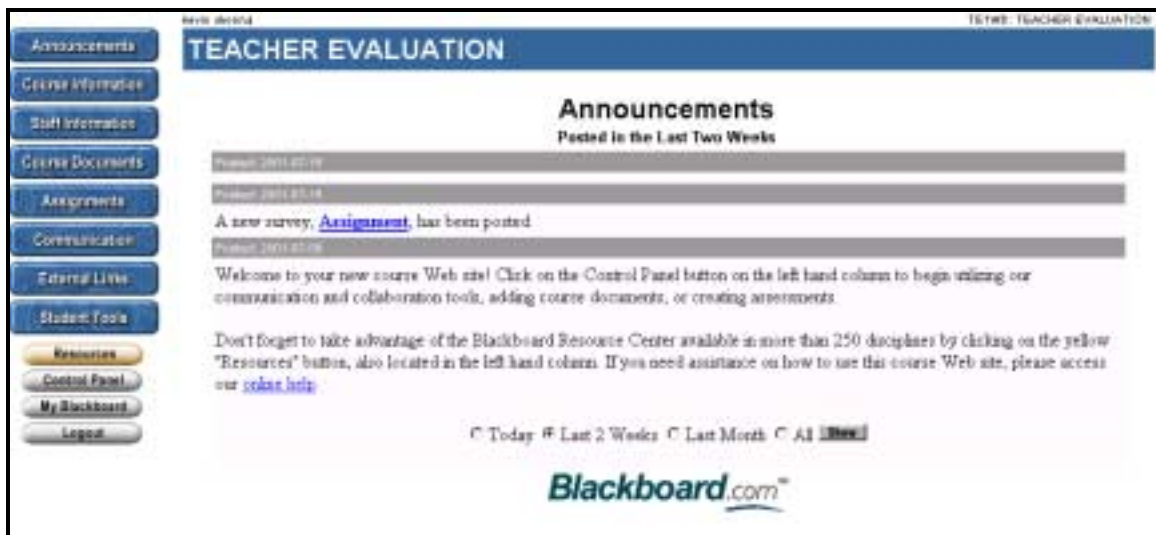 TEACHER EVALUATION
TEACHER EVALUATION
Announcements
Course Information
Staff Information
Course Documents
Assignments
Communication
External Links
Student Tools
Resources
Control Panel
My Blackboard
Logout
Announcements
Posted in the Last Two Weeks
A new survey, Assignment, has been posted
Welcome to your new course Web site! Click on the Control Panel button on the left hand column to begin utilizing our
communication and collaboration tools, adding course documents, or creating assessments.
Don't forget to take advantage of the Blackboard Resource Center available in more than 250 disciplines by clicking on the yellow
"Resources" button, also located in the left hand column. If you need assistance on how to use this course Web site, please access
our online help
Today Last 2 Weeks Last Month All Show
Blackboard.com™